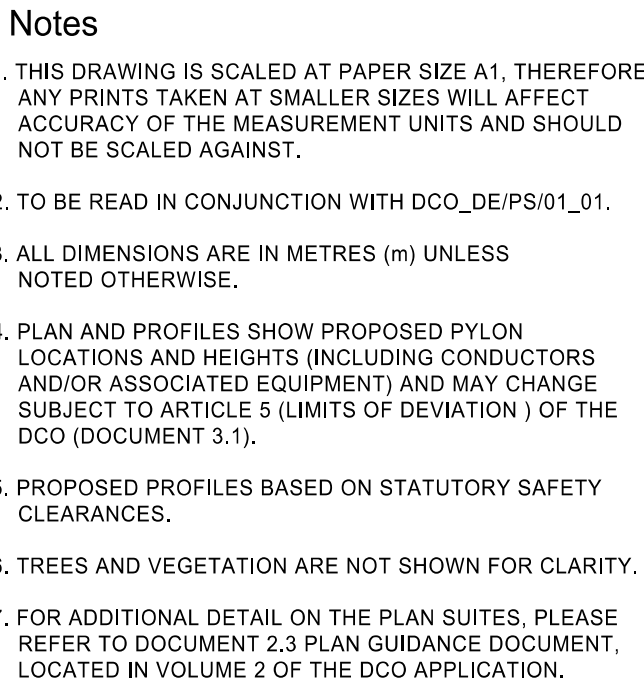 Notes
1. THIS DRAWING IS SCALED AT PAPER SIZE A1, THEREFORE
ANY PRINTS TAKEN AT SMALLER SIZES WILL AFFECT
ACCURACY OF THE MEASUREMENT UNITS AND SHOULD
NOT BE SCALED AGAINST.
2. TO BE READ IN CONJUNCTION WITH DCO_DE/PS/01_01.
3. ALL DIMENSIONS ARE IN METRES (m) UNLESS
NOTED OTHERWISE.
4. PLAN AND PROFILES SHOW PROPOSED PYLON
LOCATIONS AND HEIGHTS (INCLUDING CONDUCTORS
AND/OR ASSOCIATED EQUIPMENT) AND MAY CHANGE
SUBJECT TO ARTICLE 5 (LIMITS OF DEVIATION ) OF THE
DCO (DOCUMENT 3.1).
5. PROPOSED PROFILES BASED ON STATUTORY SAFETY
CLEARANCES.
6. TREES AND VEGETATION ARE NOT SHOWN FOR CLARITY.
7. FOR ADDITIONAL DETAIL ON THE PLAN SUITES, PLEASE
REFER TO DOCUMENT 2.3 PLAN GUIDANCE DOCUMENT,
LOCATED IN VOLUME 2 OF THE DCO APPLICATION.